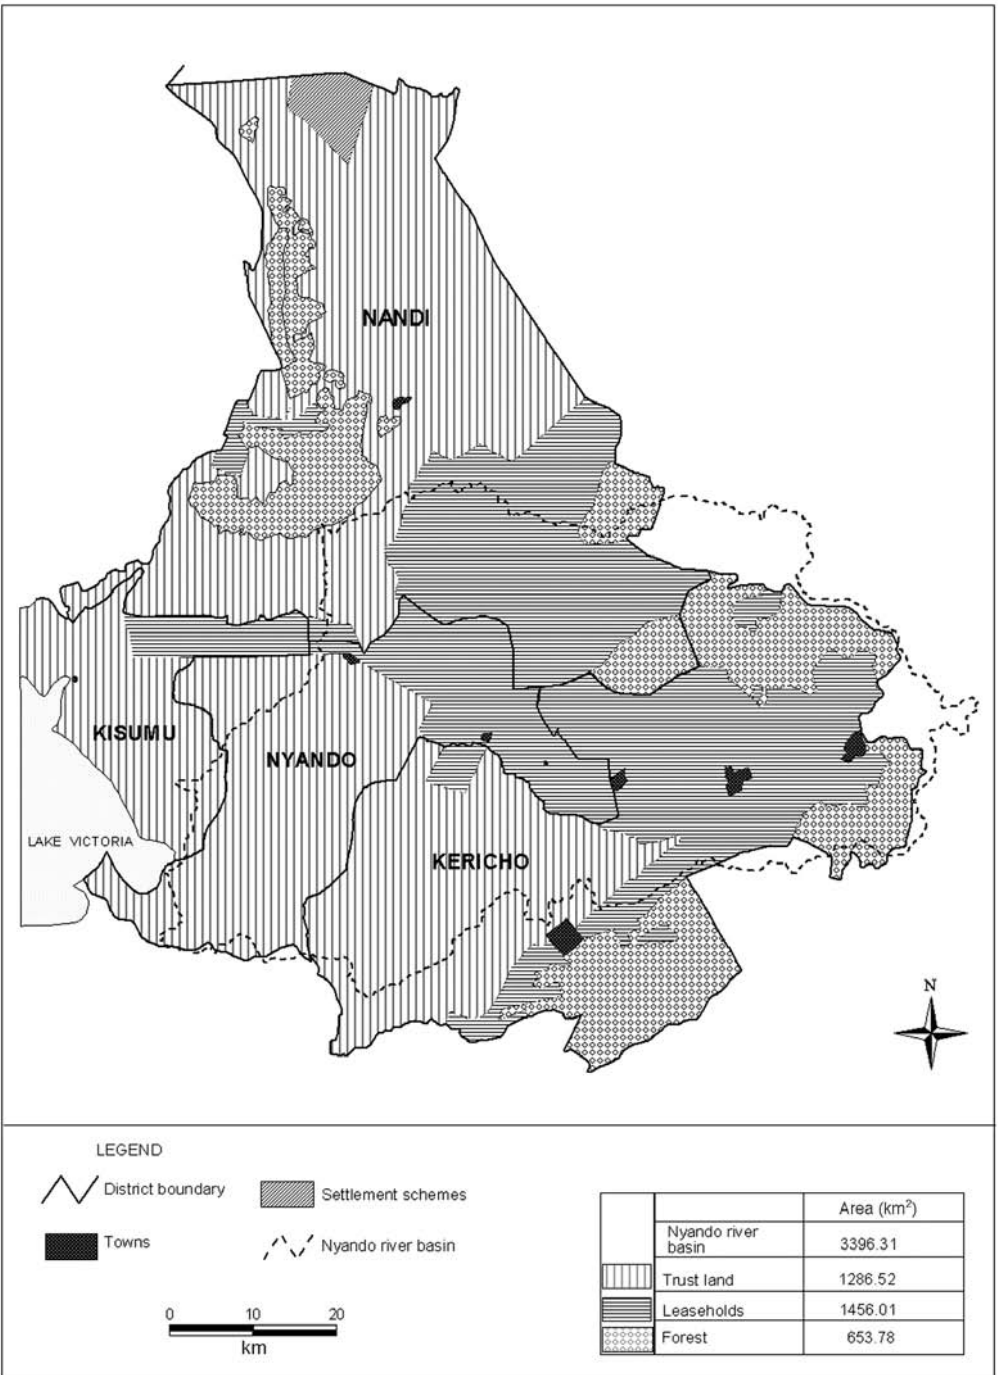 NANDI
KISUMU
NYANDO
LAKE VICTORIA
KERICHO
N
LEGEND
District boundary
Settlement schemes
Towns
Nyando river basin
0 10 20
km
Area (km²)
Nyando river
basin 3396.31
Trust land 1286.52
Leaseholds 1456.01
Forest 653.78